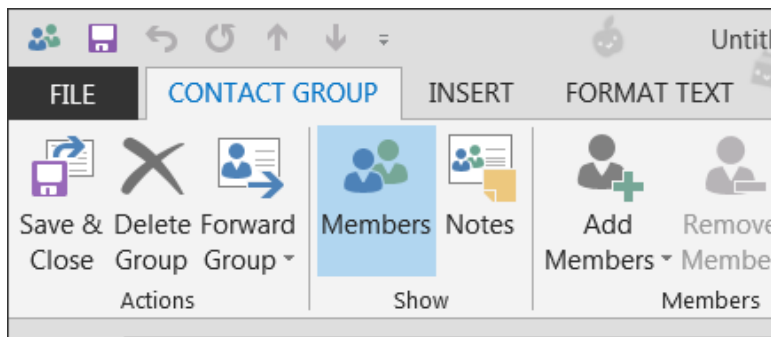 Untitl
FILE CONTACT GROUP INSERT FORMAT TEXT
Save & Delete Forward Members Notes Add Remove
Close Group Group Members Membe
Actions Show Members